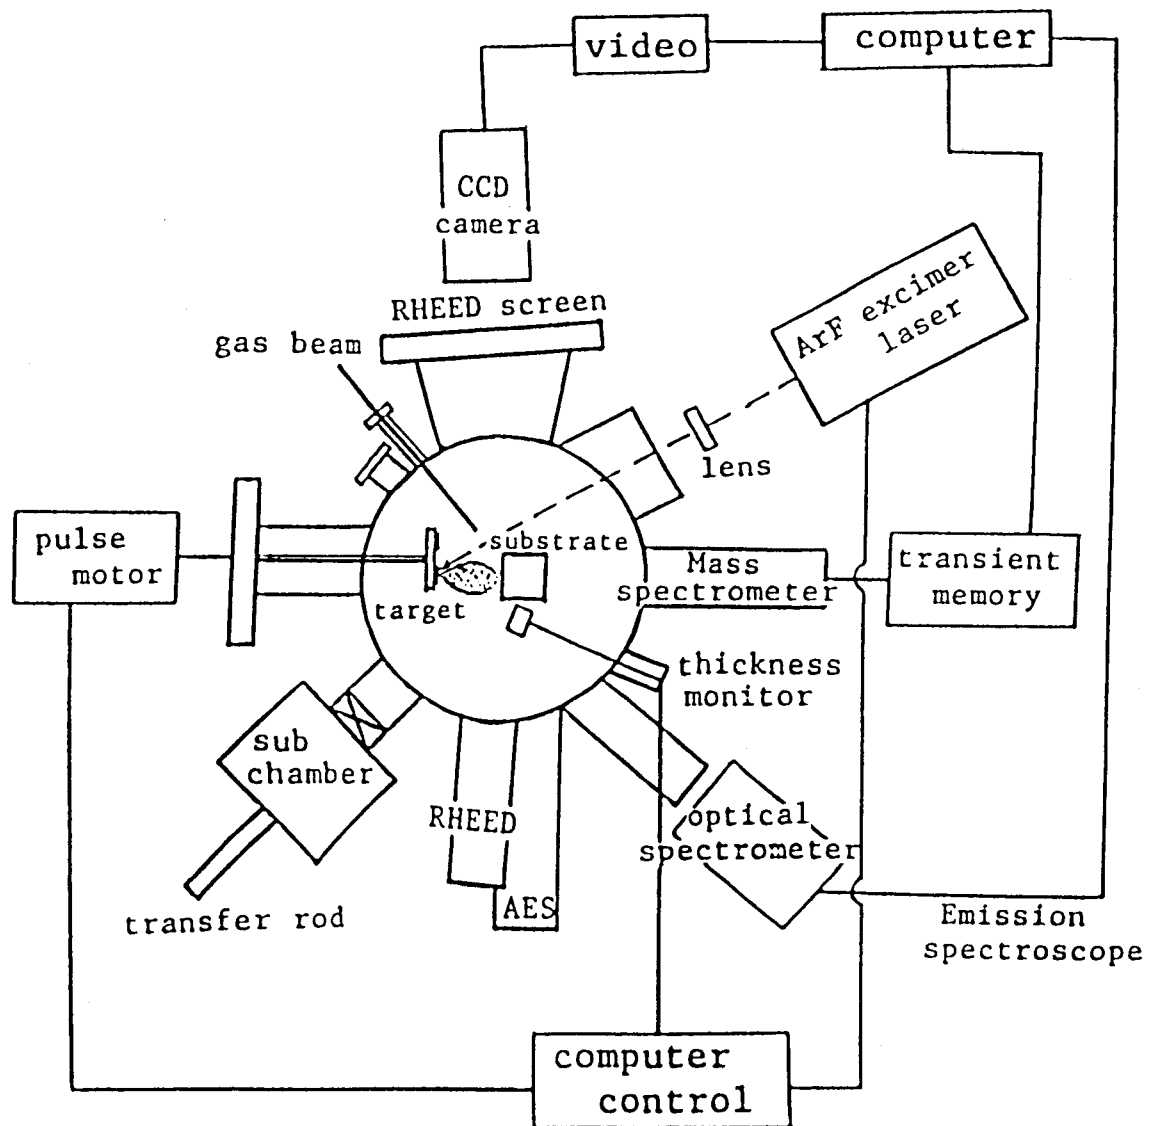 video
computer
CCD
camera
RHEED screen
gas beam
ArF excimer
laser
lens
pulse
motor
substrate
target
Mass
spectrometer
transient
memory
thickness
monitor
sub
chamber
RHEED
AES
optical
spectrometer
transfer rod
Emission
spectroscope
computer
control